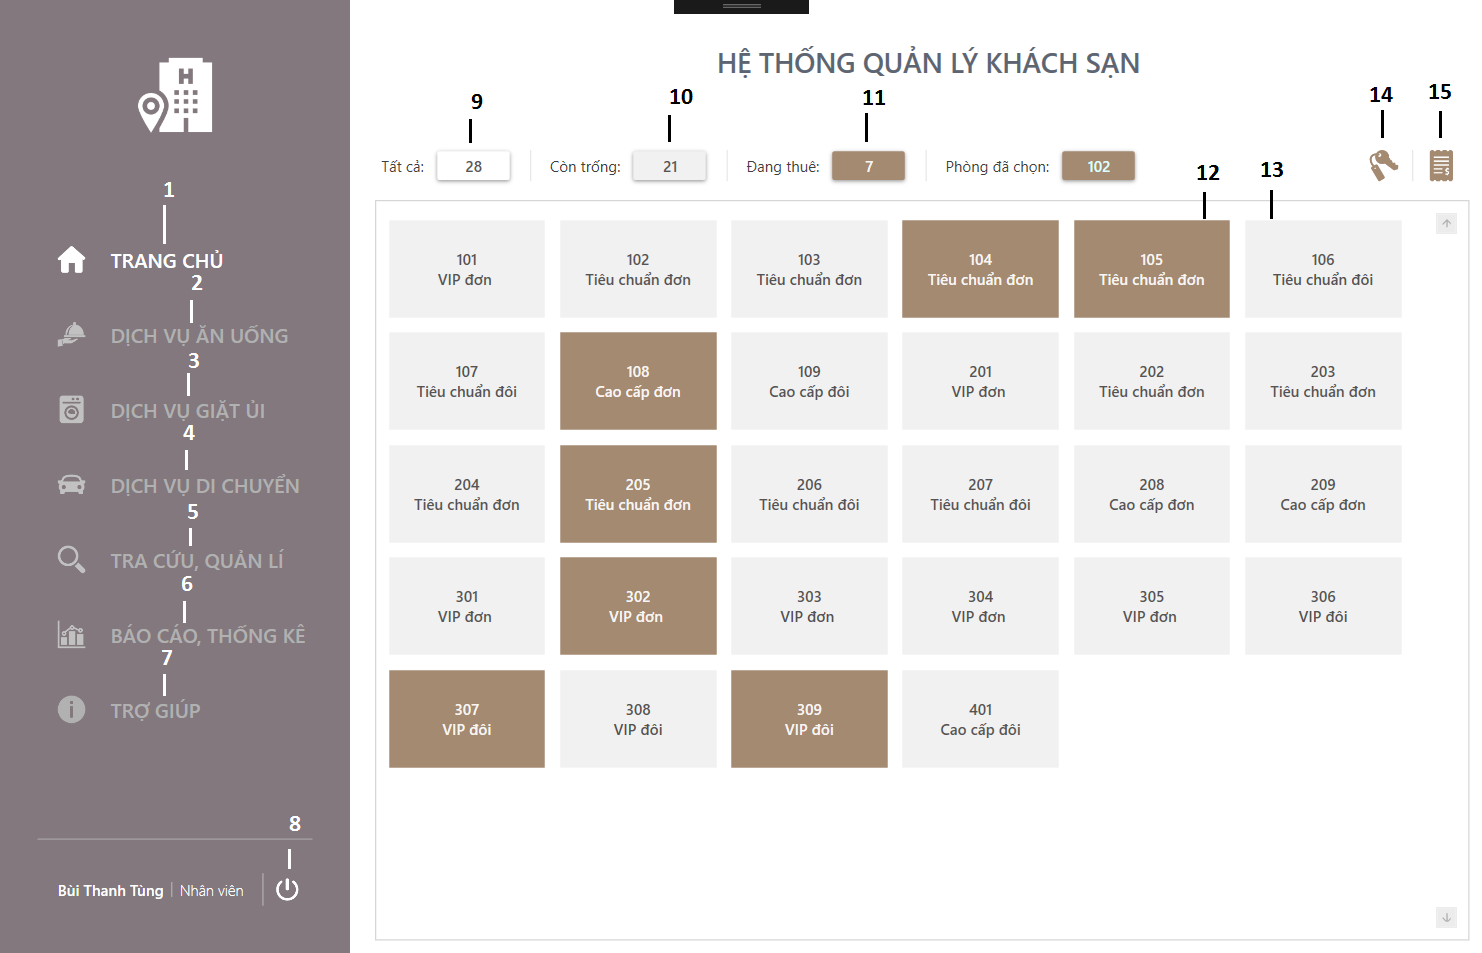 H
HỆ THỐNG QUẢN LÝ KHÁCH SẠN
9
10
11
14
15
Tất cả: 28
Còn trống: 21
Đang thuê: 7
Phòng đã chọn: 102
12
13
1
TRANG CHỦ
2
DỊCH VỤ ĂN UỐNG
3
DỊCH VỤ GIẶT ỦI
4
DỊCH VỤ DI CHUYỂN
5
TRA CỨU, QUẢN LÍ
6
BÁO CÁO, THỐNG KÊ
7
TRỢ GIÚP
8
Bùi Thanh Tùng | Nhân viên
101
VIP đơn
102
Tiêu chuẩn đơn
103
Tiêu chuẩn đơn
104
Tiêu chuẩn đơn
105
Tiêu chuẩn đơn
106
Tiêu chuẩn đôi
107
Tiêu chuẩn đôi
108
Cao cấp đơn
109
Cao cấp đôi
201
VIP đơn
202
Tiêu chuẩn đơn
203
Tiêu chuẩn đơn
204
Tiêu chuẩn đơn
205
Tiêu chuẩn đơn
206
Tiêu chuẩn đôi
207
Tiêu chuẩn đôi
208
Cao cấp đơn
209
Cao cấp đơn
301
VIP đơn
302
VIP đơn
303
VIP đơn
304
VIP đơn
305
VIP đơn
306
VIP đôi
307
VIP đôi
308
VIP đôi
309
VIP đôi
401
Cao cấp đôi